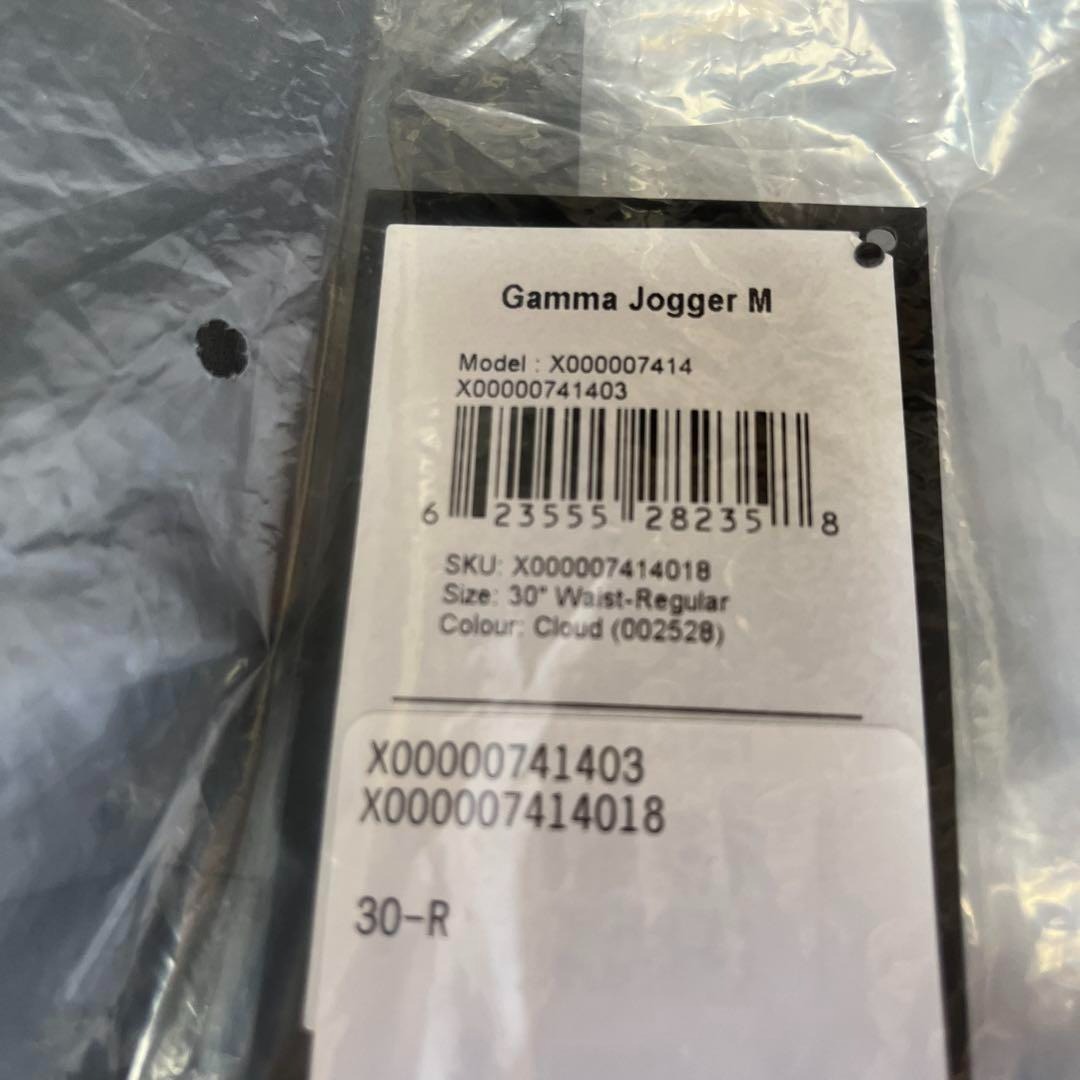 Gamma Jogger M
Model : X000007414
X00000741403
6 23555 28235 8
SKU: X000007414018
Size: 30" Waist-Regular
Colour: Cloud (002528)
X00000741403
X000007414018
30-R